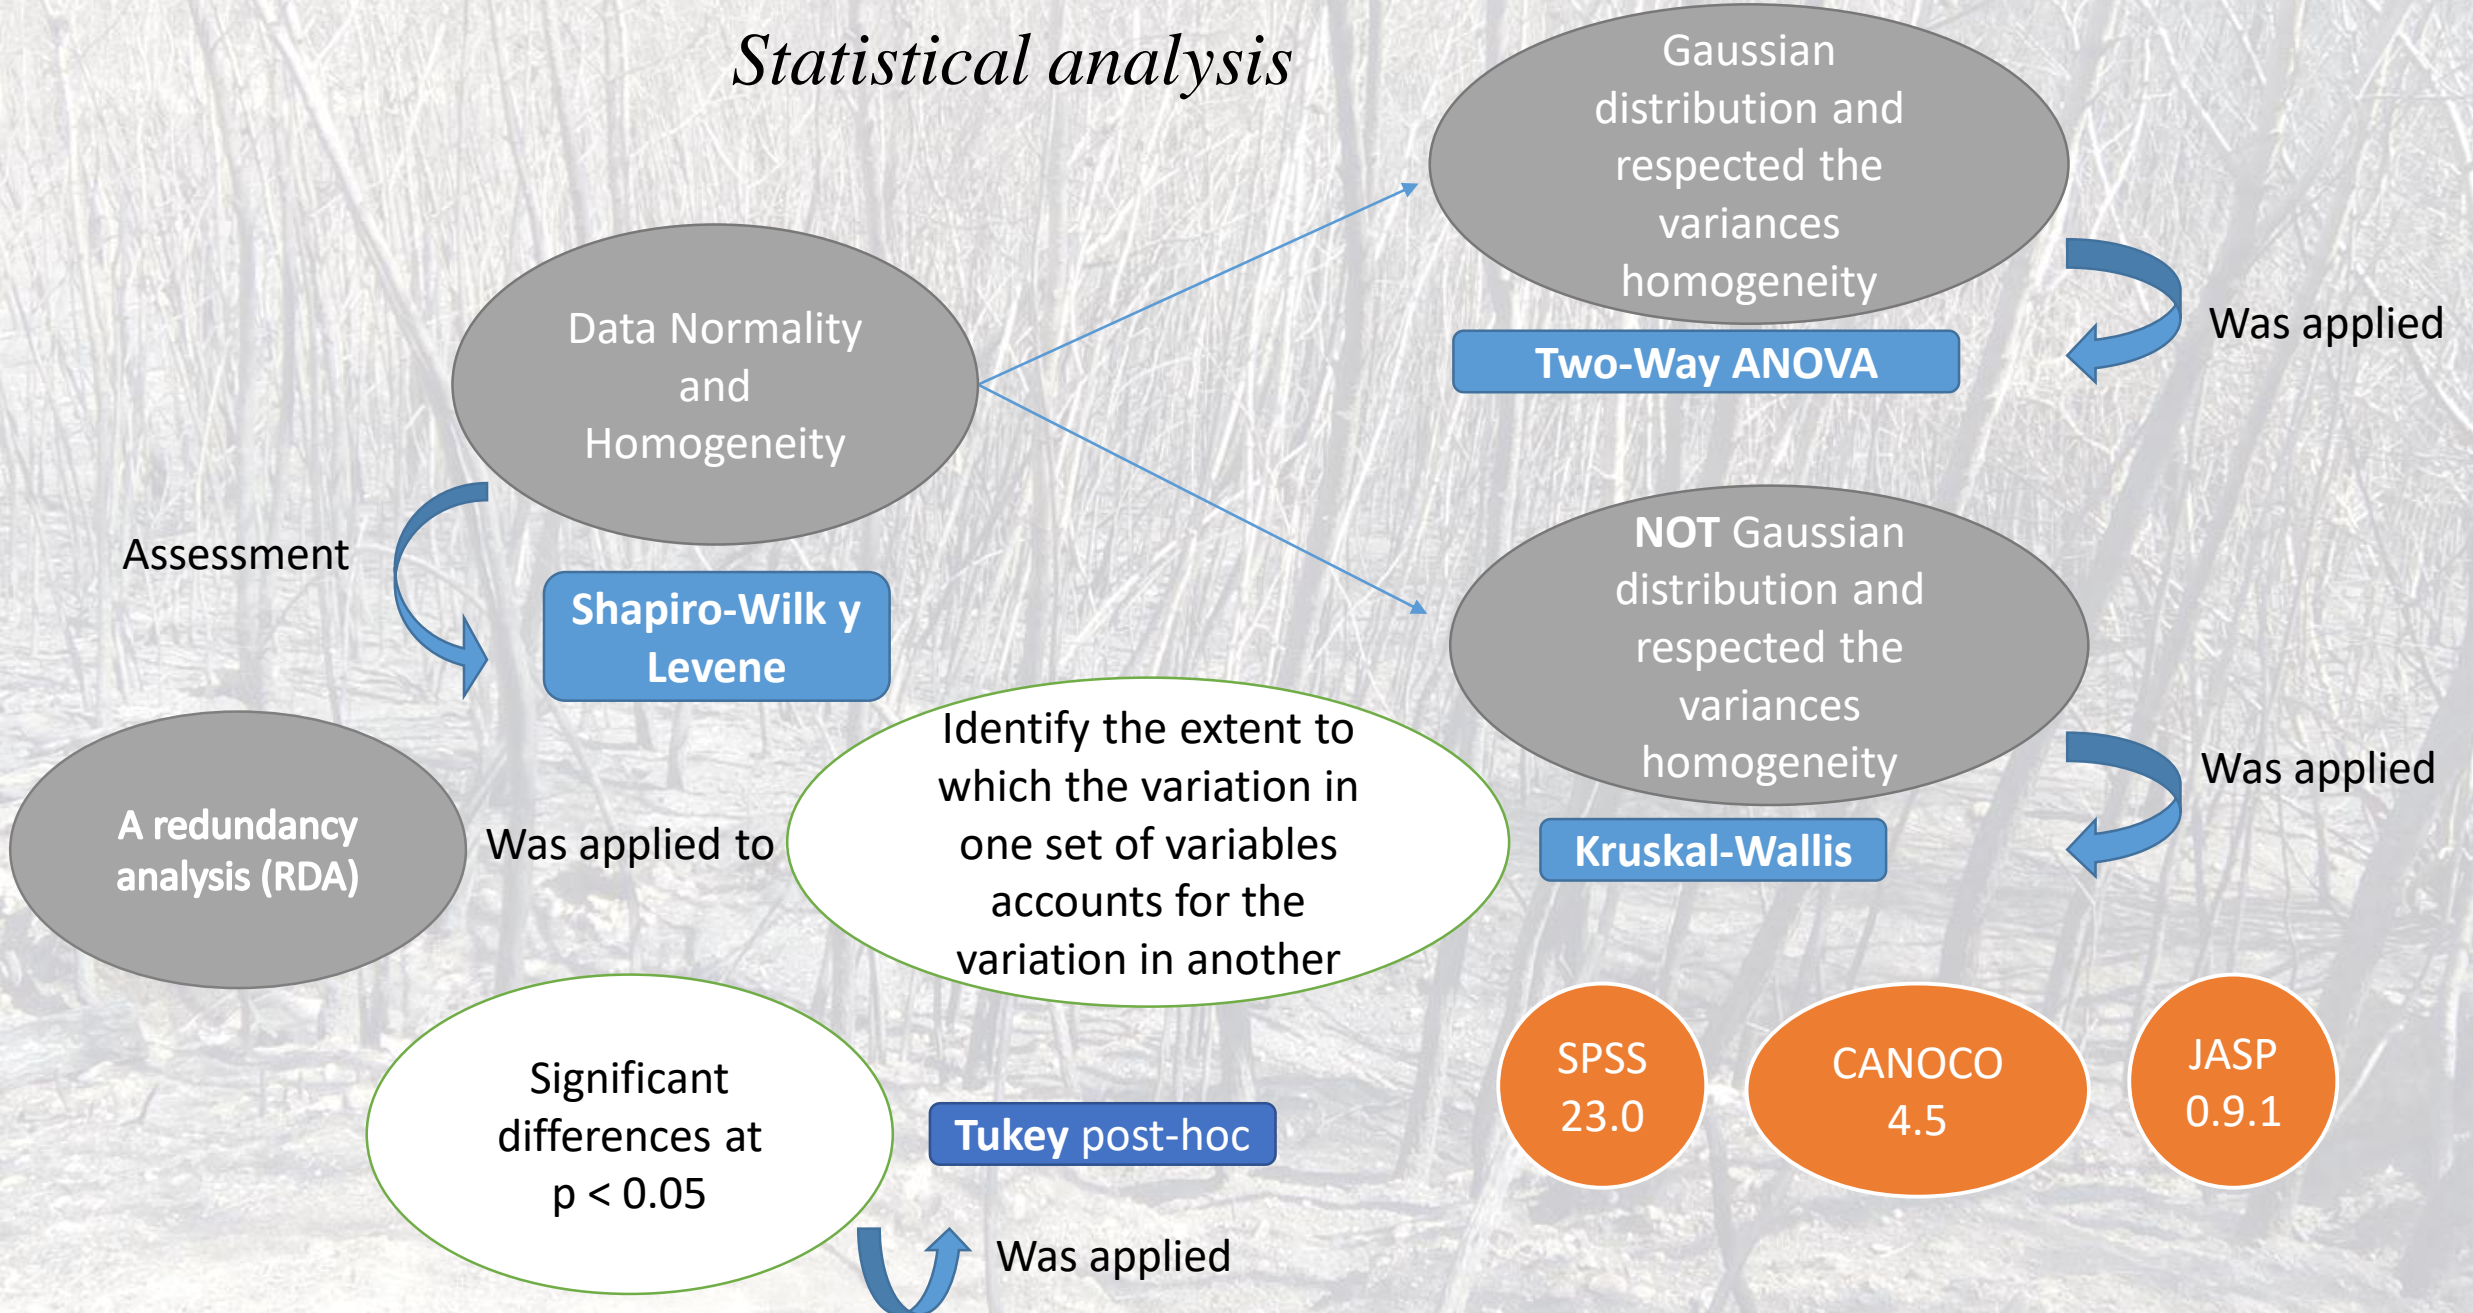 Statistical analysis
Data Normality
and
Homogeneity
Assessment
Shapiro-Wilk y
Levene
Gaussian
distribution and
respected the
variances
homogeneity
Was applied
Two-Way ANOVA
NOT Gaussian
distribution and
respected the
variances
homogeneity
Was applied
Kruskal-Wallis
A redundancy
analysis (RDA)
Was applied to
Identify the extent to
which the variation in
one set of variables
accounts for the
variation in another
Significant
differences at
p < 0.05
Tukey post-hoc
Was applied
SPSS
23.0
CANOCO
4.5
JASP
0.9.1